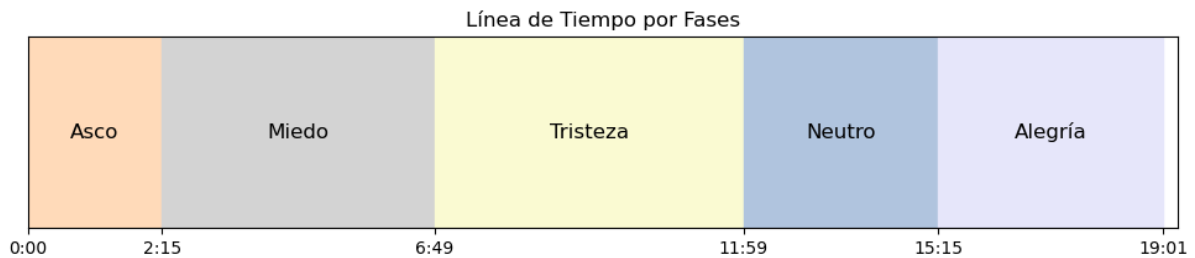 Línea de Tiempo por Fases
Asco Miedo Tristeza Neutro Alegría
0:00 2:15 6:49 11:59 15:15 19:01